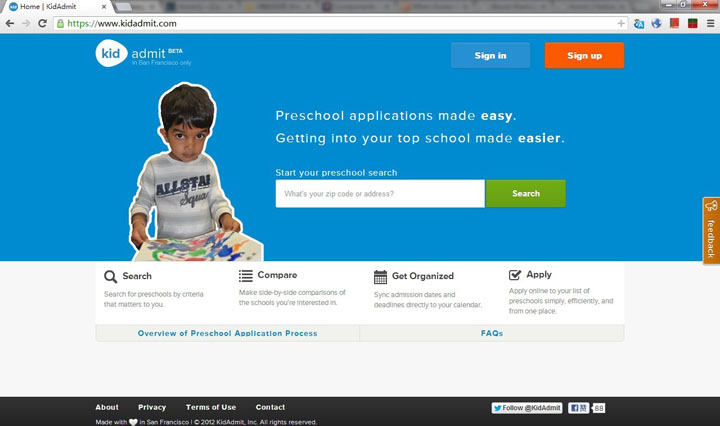 Home | KidAdmit
https://www.kidadmit.com
kid admit BETA
in San Francisco only
Sign in
Sign up
Preschool applications made easy.
Getting into your top school made easier.
Start your preschool search
What's your zip code or address?
Search
ALLSTAR
Squad
feedback
Search
Search for preschools by criteria
that matters to you.
Compare
Make side-by-side comparisons of
the schools you're interested in.
Get Organized
Sync admission dates and
deadlines directly to your calendar.
Apply
Apply online to your list of
preschools simply, efficiently, and
from one place.
Overview of Preschool Application Process
FAQs
About Privacy Terms of Use Contact
Follow @KidAdmit
赞 88
Made with in San Francisco | © 2012 KidAdmit, Inc. All rights reserved.